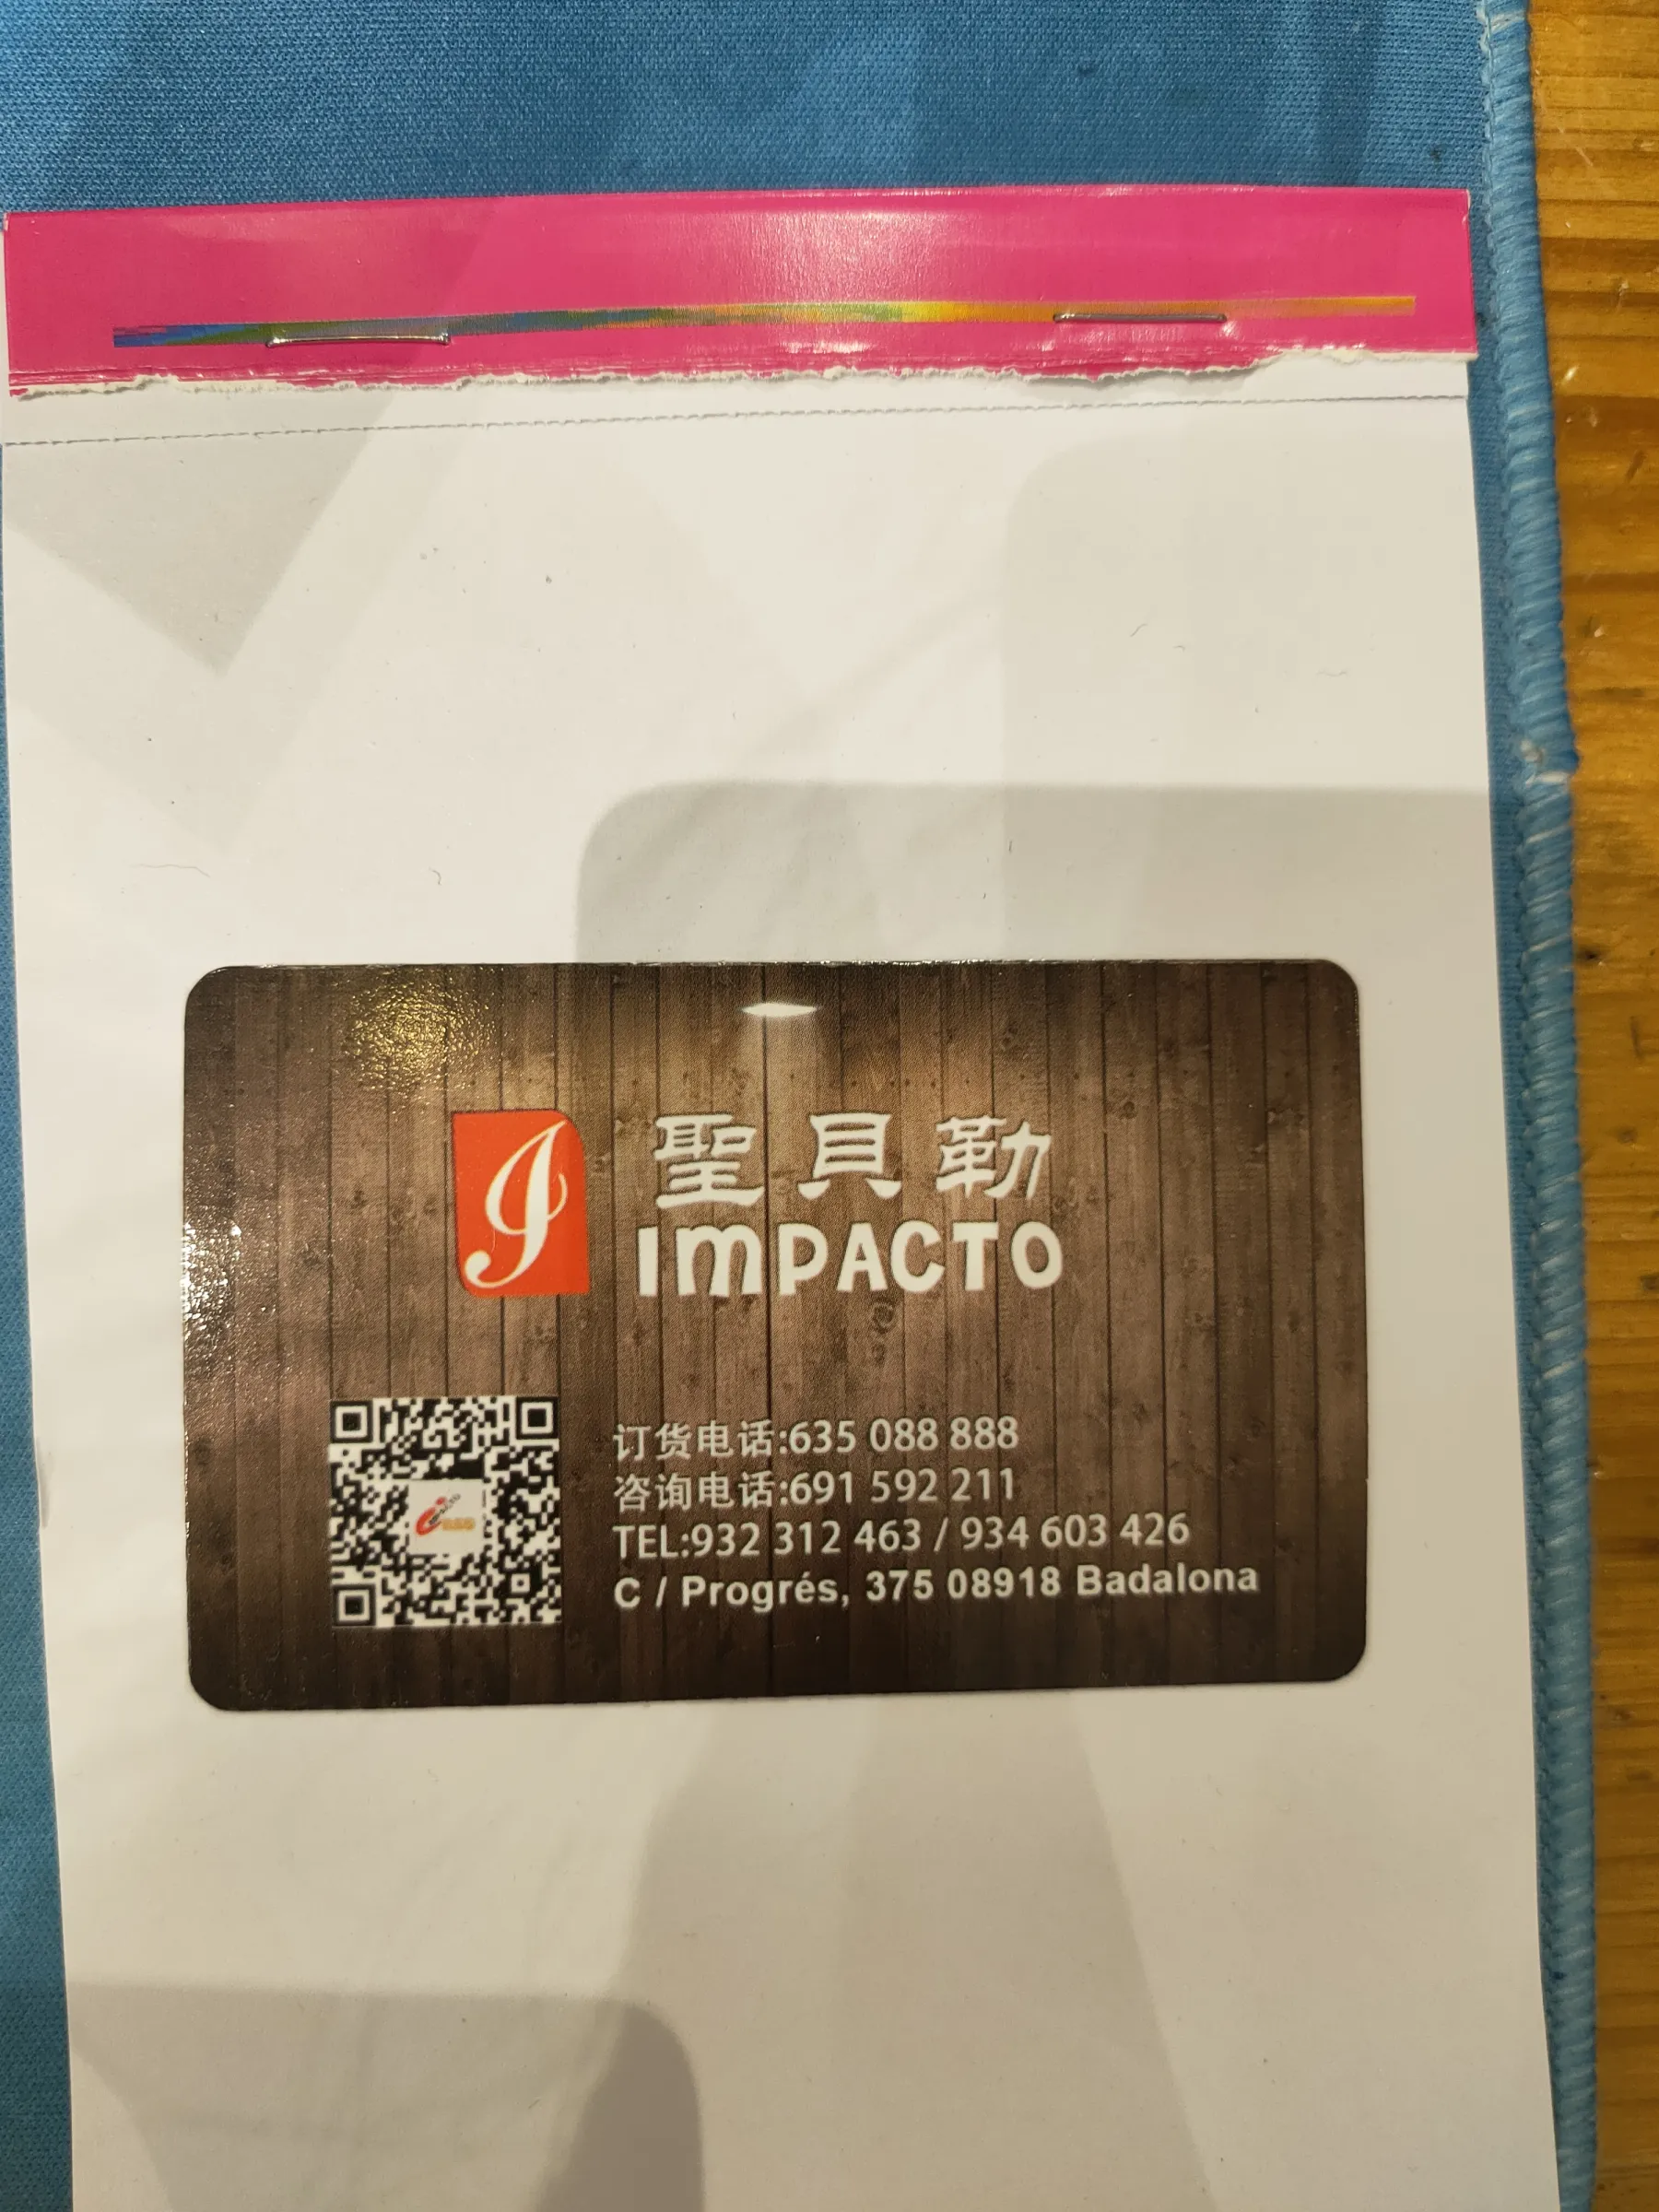 聖貝勒
IMPACTO
订货电话:635 088 888
咨询电话:691 592 211
TEL:932 312 463 / 934 603 426
C / Progrés, 375 08918 Badalona